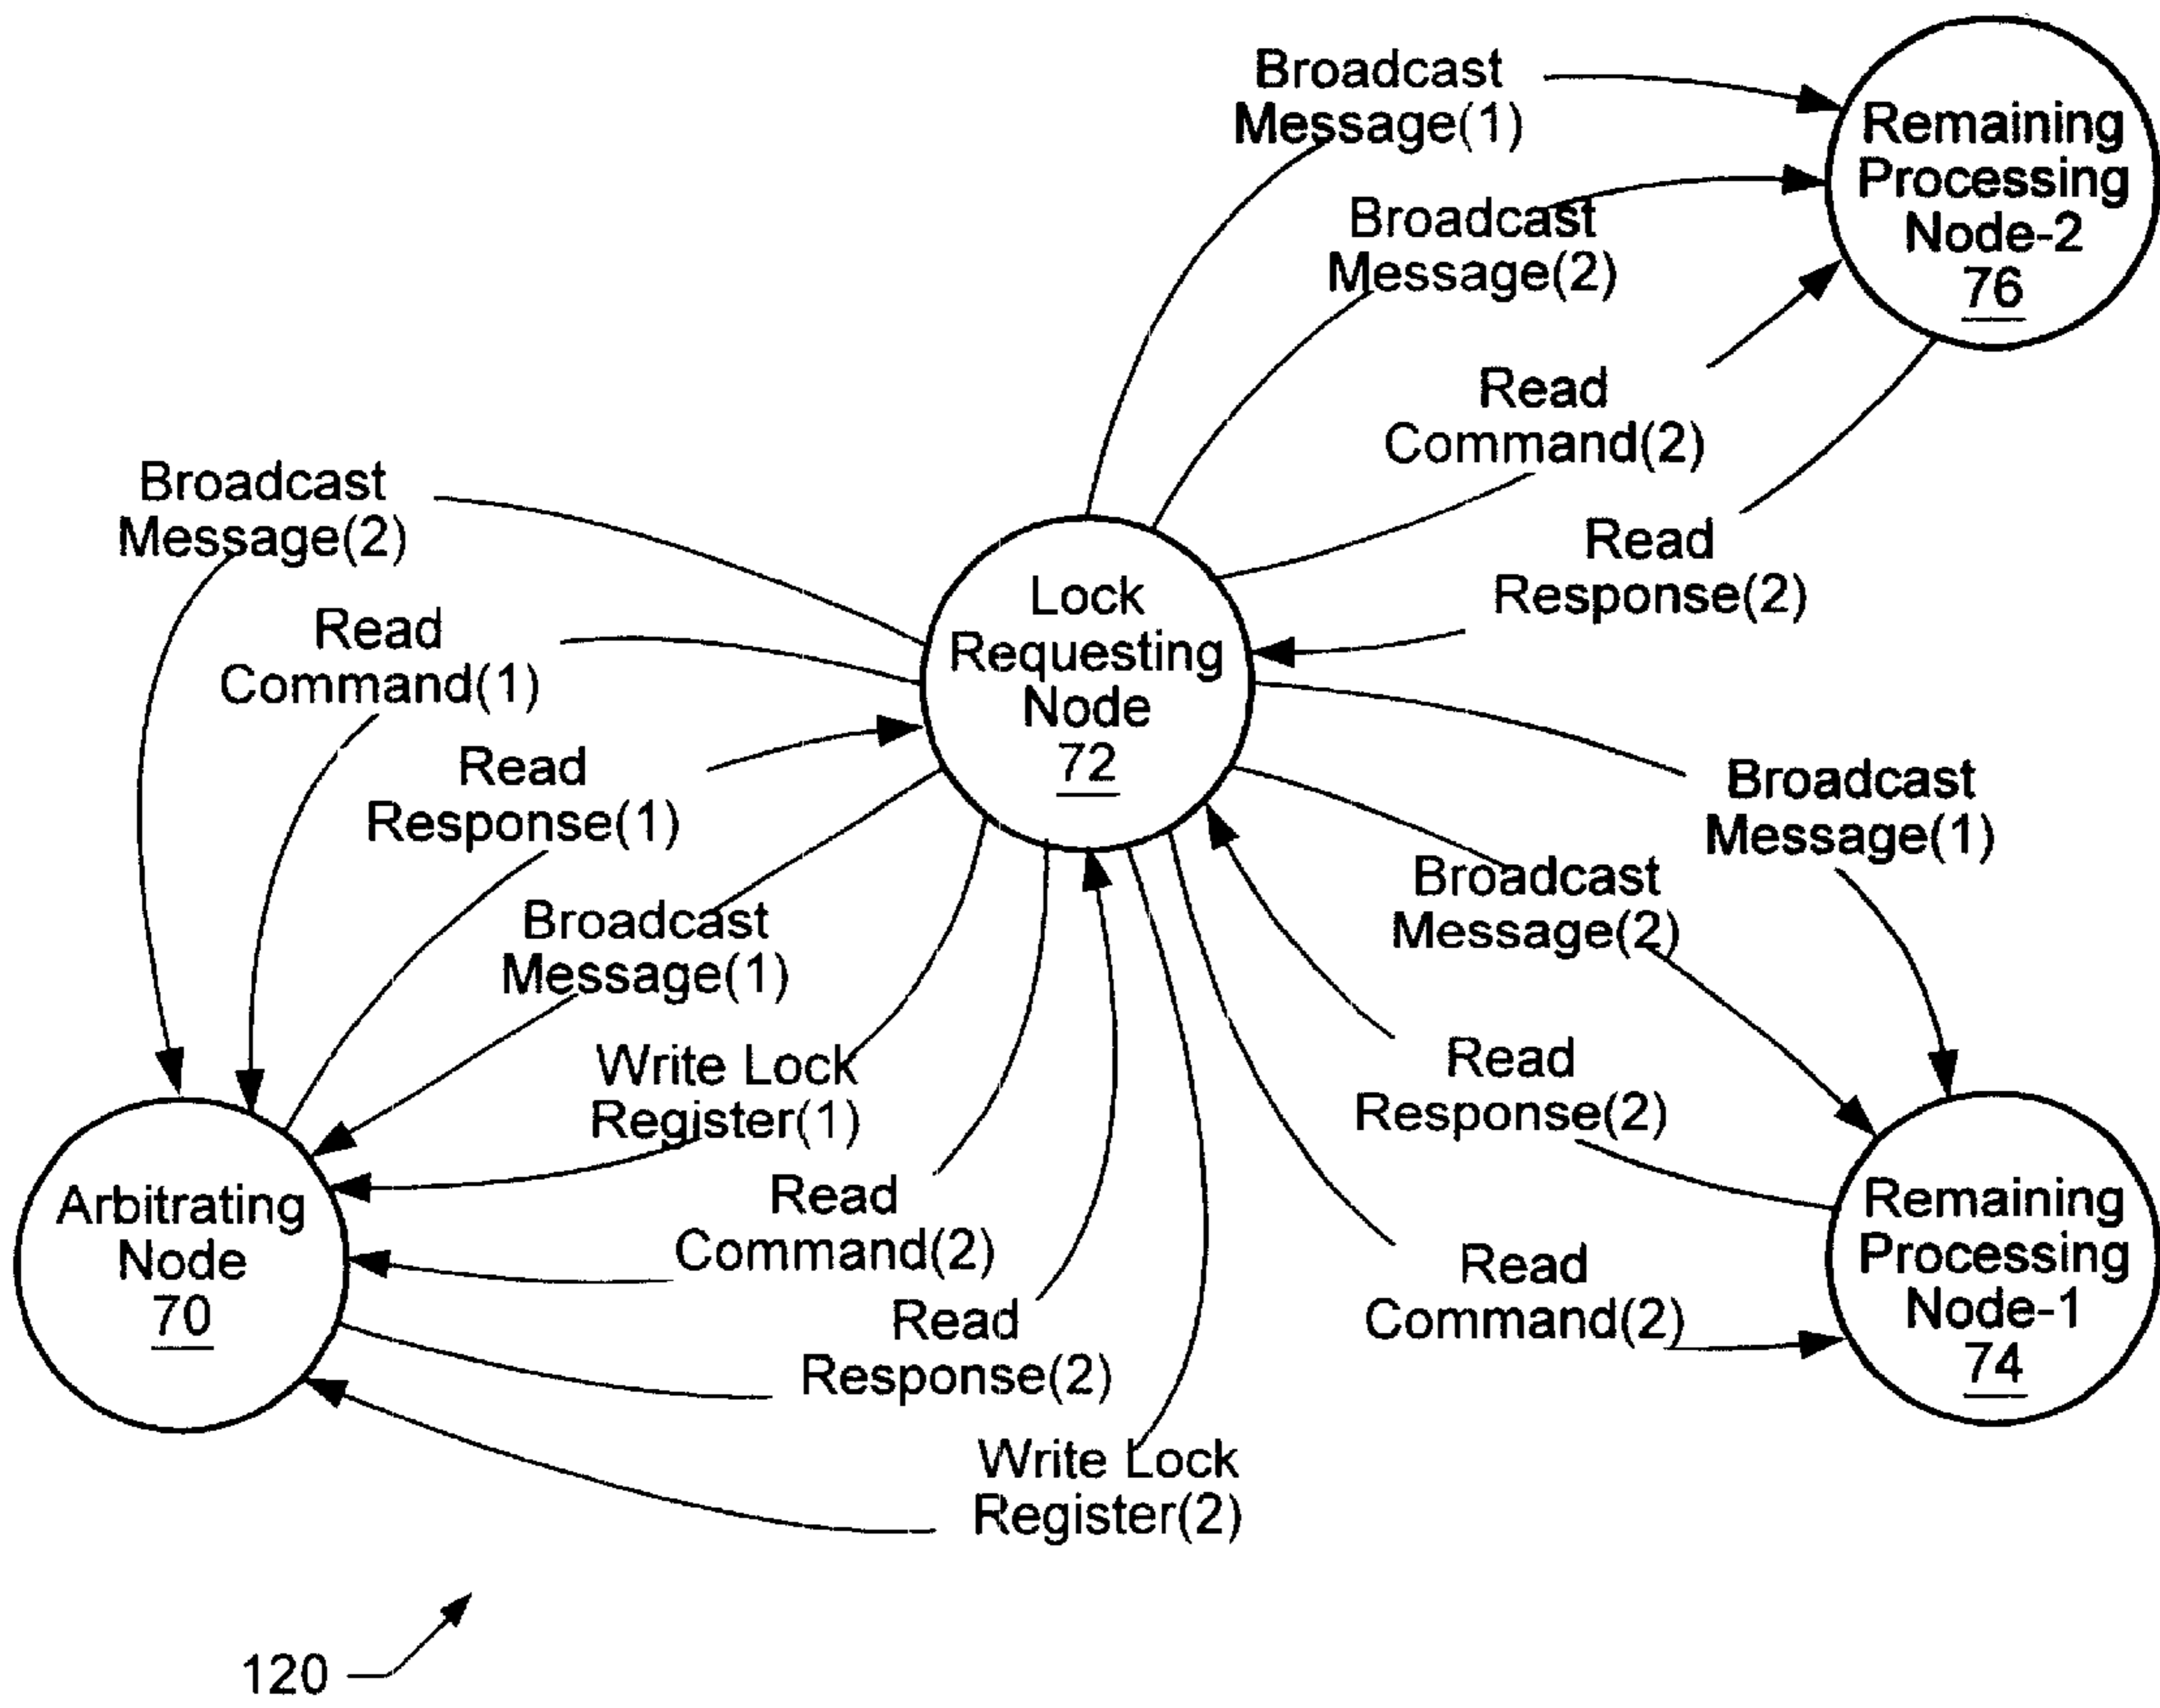 Broadcast
Message(1)
Remaining
Processing
Node-2
76
Broadcast
Message(2)
Read
Command(2)
Read
Response(2)
Broadcast
Message(2)
Read
Command(1)
Read
Response(1)
Lock
Requesting
Node
72
Broadcast
Message(1)
Broadcast
Message(2)
Broadcast
Message(1)
Write Lock
Register(1)
Read
Response(2)
Read
Command(2)
Read
Command(2)
Arbitrating
Node
70
Remaining
Processing
Node-1
74
Read
Response(2)
Write Lock
Register(2)
120